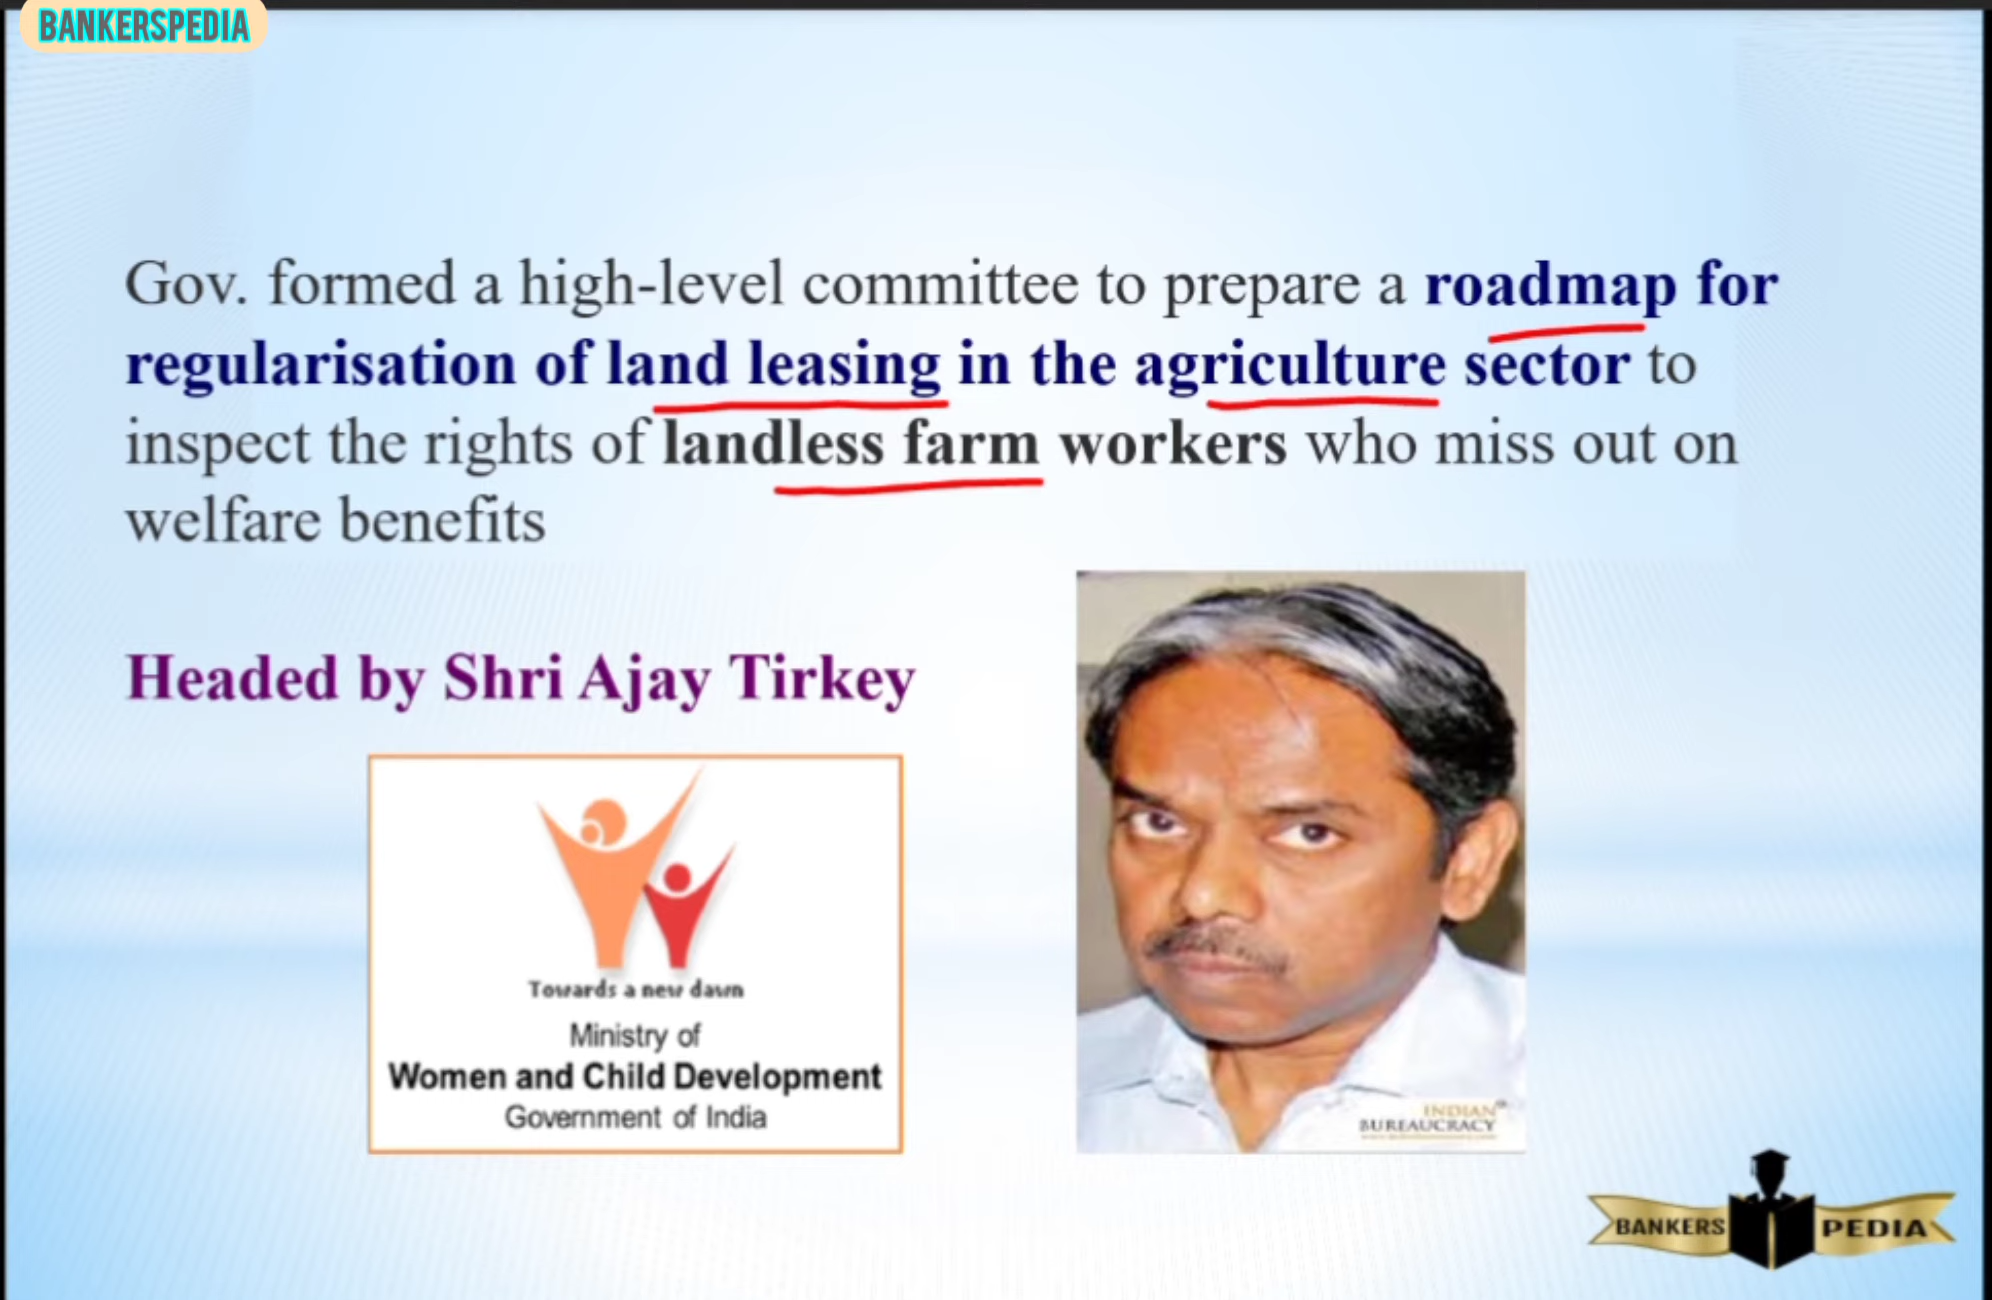 BANKERSPEDIA
Gov. formed a high-level committee to prepare a roadmap for
regularisation of land leasing in the agriculture sector to
inspect the rights of landless farm workers who miss out on
welfare benefits
Headed by Shri Ajay Tirkey
Towards a new dawn
Ministry of
Women and Child Development
Government of India
INDIAN
BUREAUCRACY
BANKERS PEDIA